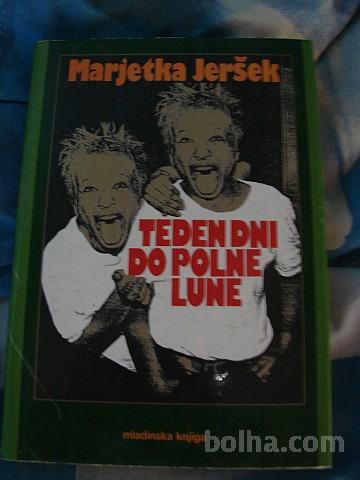 Marjetka Jeršek
TEDEN DNI
DO POLNE
LUNE
mladinska knjiga
bolha.com